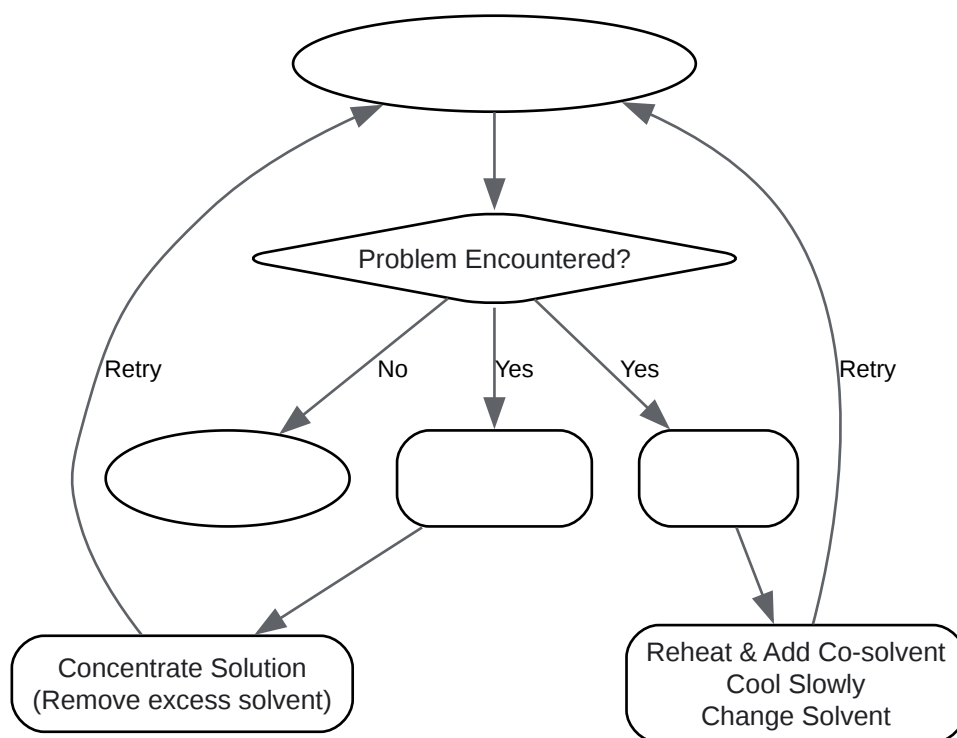 Problem Encountered?
Retry
No
Yes
Yes
Retry
Concentrate Solution
(Remove excess solvent)
Reheat & Add Co-solvent
Cool Slowly
Change Solvent